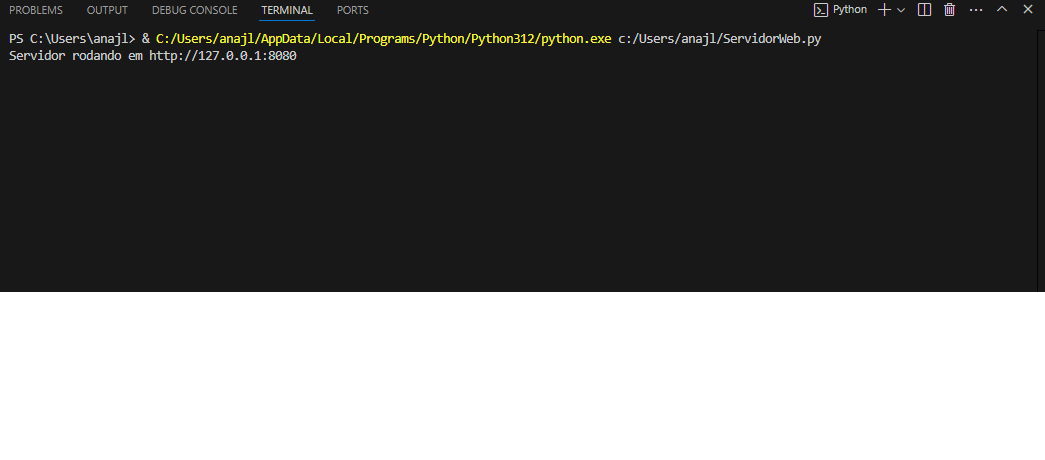 PROBLEMS OUTPUT DEBUG CONSOLE TERMINAL PORTS Python
PS C:\Users\anajl> & C:/Users/anajl/AppData/Local/Programs/Python/Python312/python.exe c:/Users/anajl/ServidorWeb.py
Servidor rodando em http://127.0.0.1:8080